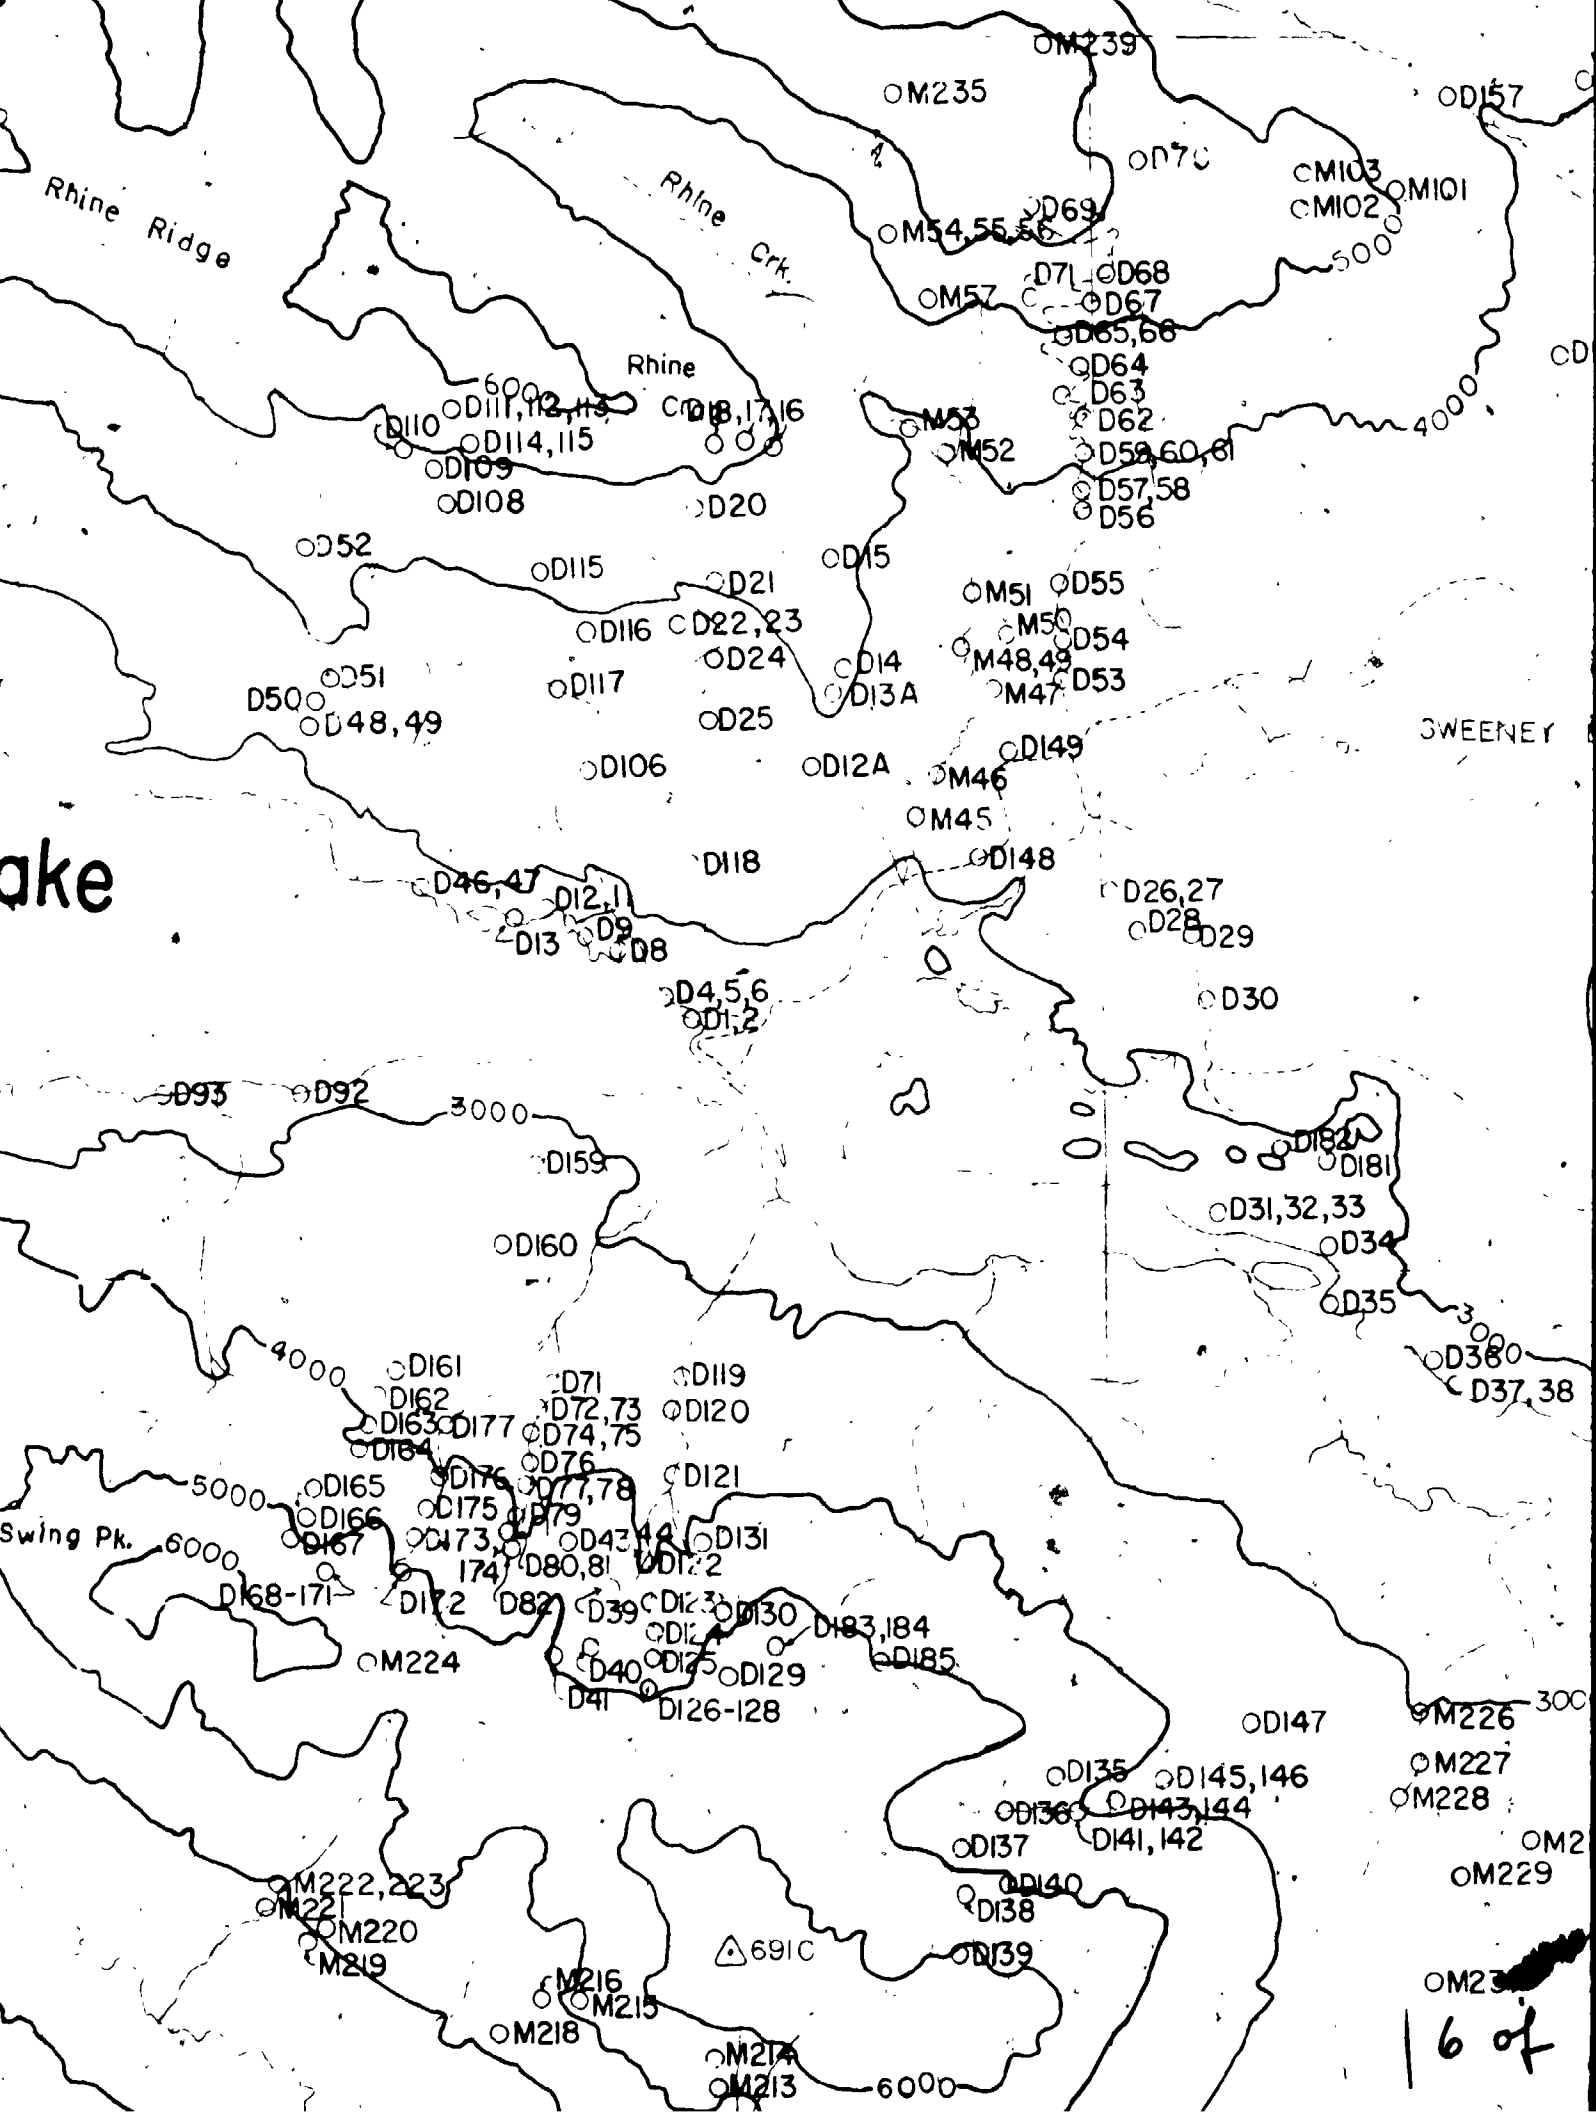 M239
M235
D157
M103
M101
M102
Rhine Ridge
Rhine Crk.
D69
M54,55,56
5000
D71
D68
M57
D67
D65,66
D64
D63
Rhine
6000
D111,112,113
D18,17,16
D62
4000
M53
D110
D114,115
M52
D59,60,61
D109
D57,58
D108
D20
D56
D52
D15
D115
D21
D55
M51
D22,23
M50
D116
D54
D24
D14
M48,49
D51
D117
D13A
M47
D53
D50
D48,49
D25
SWEENEY
D149
D106
D12A
M46
M45
D118
D148
ake
D46,47
D26,27
D12,11
D28
D13
D9
D29
D8
D4,5,6
D30
D1,2
D93
D92
3000
D182
D159
D181
D31,32,33
D160
D34
D35
3000
4000
D161
D36
D71
D119
D37,38
D162
D72,73
D120
D163
D177
D74,75
D164
D76
D176
D121
5000
D165
D77,78
D175
D166
D79
Swing Pk.
D167
D173,
174
D43,44
D131
6000
D80,81
D122
D168-171
D172
D82
D39
D123
D130
D183,184
D124
M224
D40
D125
D129
D185
D41
D126-128
300
M226
D147
M227
D135
D145,146
M228
D136
D143,144
D141,142
M2
D137
M229
M222,223
D140
M221
D138
M220
691C
D139
M219
M216
M23
M215
M218
6 of
M214
M213
6000